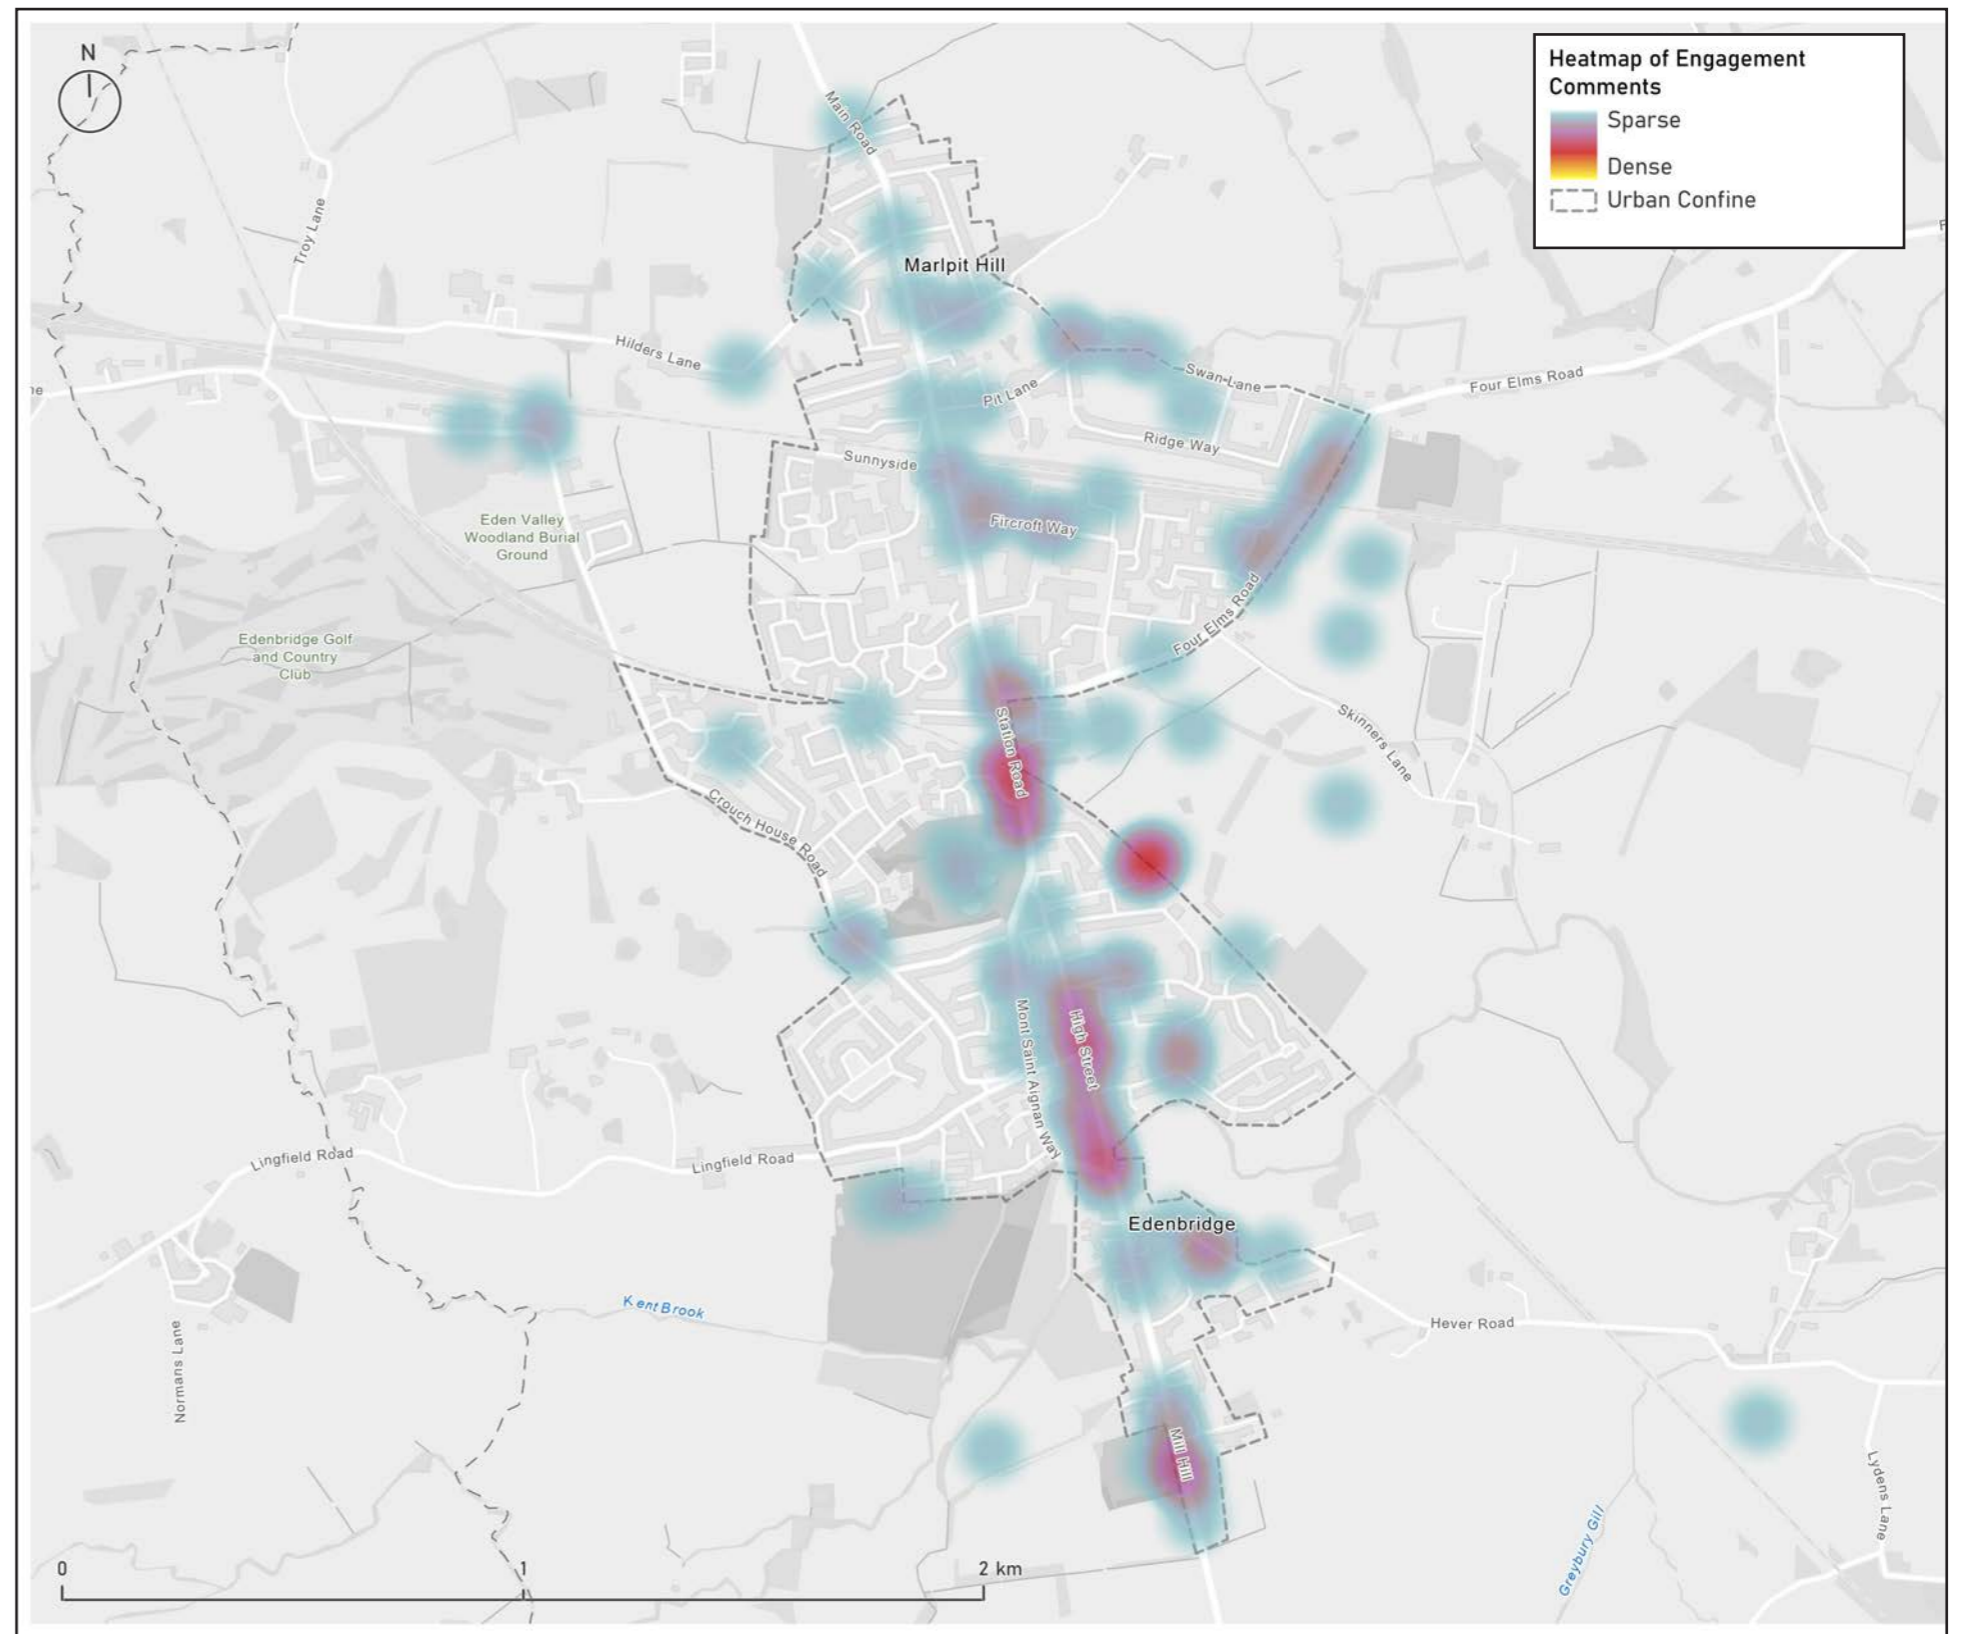 N
Heatmap of Engagement
Comments
Sparse
Dense
Urban Confine
Main Road
Troy Lane
Marlpit Hill
Hilders Lane
ne
Swan Lane
Four Elms Road
Pit Lane
Ridge Way
Sunnyside
Fircroft Way
Eden Valley
Woodland Burial
Ground
Four Elms Road
Edenbridge Golf
and Country
Club
Station Road
Skinners Lane
Crouch House Road
Mont Saint Aignan Way
High Street
Lingfield Road
Lingfield Road
Edenbridge
Kent Brook
Hever Road
Normans Lane
Mill Hill
Lydens Lane
Greybury Gill
0 1 2 km